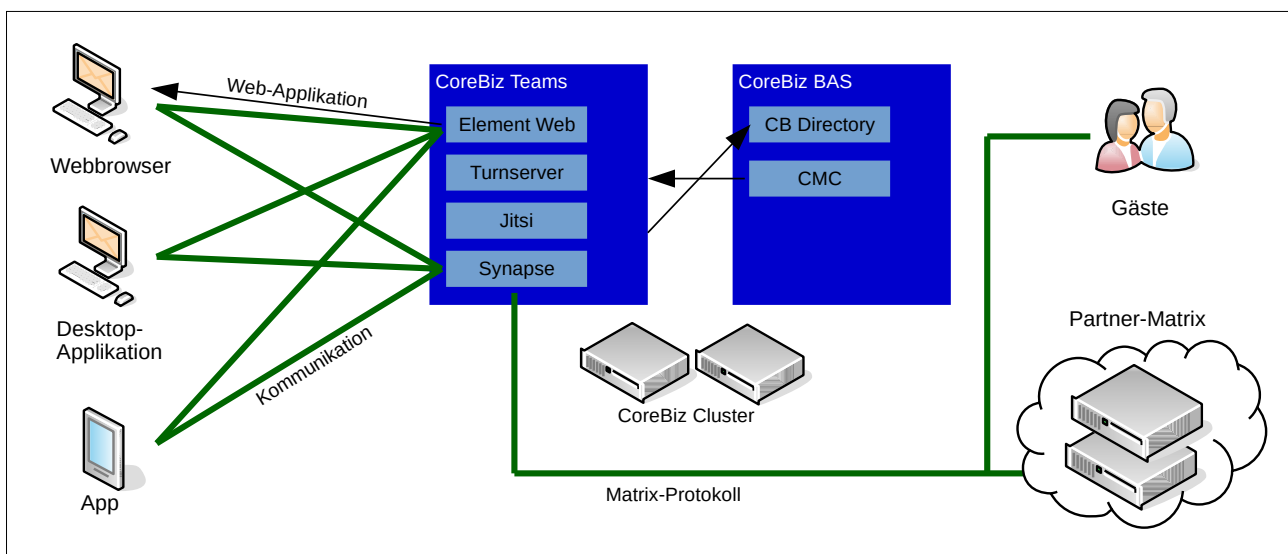 Web-Applikation
Webbrowser
Desktop-
Applikation
App
Kommunikation
CoreBiz Teams
Element Web
Turnserver
Jitsi
Synapse
CoreBiz BAS
CB Directory
CMC
CoreBiz Cluster
Matrix-Protokoll
Gäste
Partner-Matrix